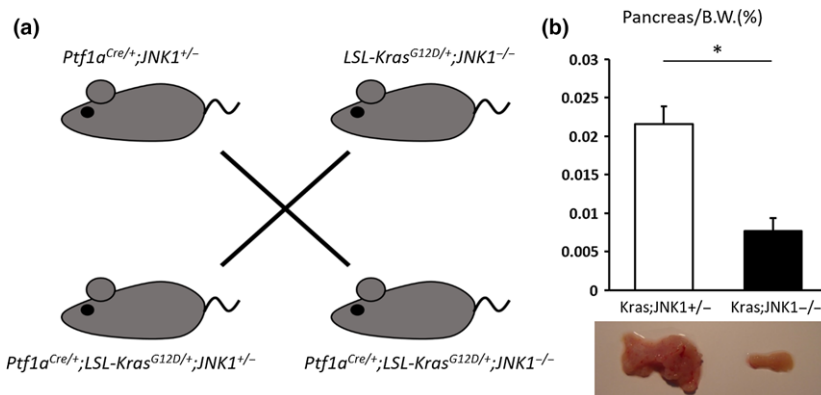 (a)
Ptf1a^Cre/+;JNK1^+/–
LSL-Kras^G12D/+;JNK1^−/−
Ptf1a^Cre/+;LSL-Kras^G12D/+;JNK1^+/–
Ptf1a^Cre/+;LSL-Kras^G12D/+;JNK1^−/−
(b)
Pancreas/B.W.(%)
0.03
0.025
0.02
0.015
0.01
0.005
0
*
Kras;JNK1+/– Kras;JNK1−/−